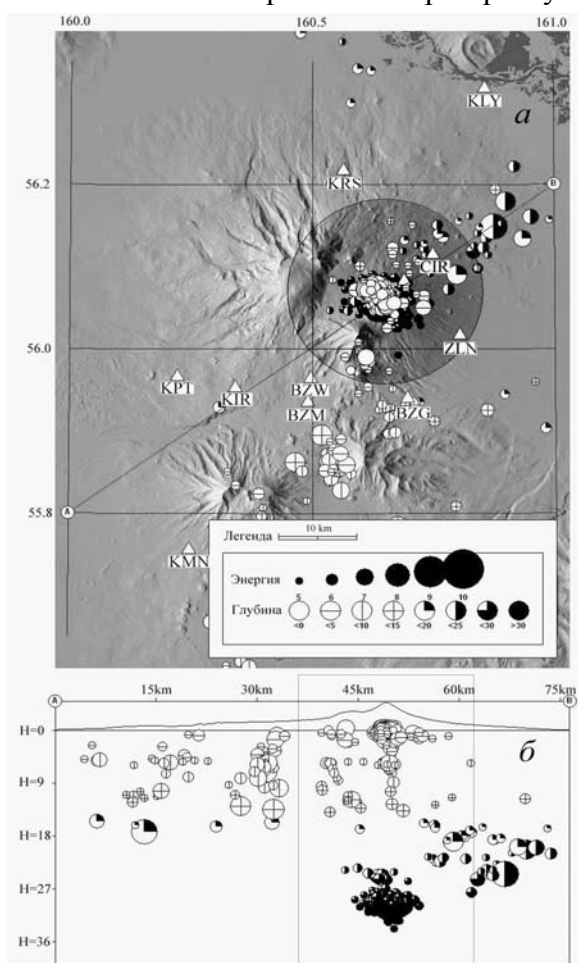 160.0 160.5 161.0
KLY
а
56.2
KRS
В
CIR
56.0
ZLN
KPT
KIR
BZW
BZM
BZG
55.8
А
KMN
Легенда
10 km
Энергия
5 6 7 8 9 10
Глубина
<0 <5 <10 <15 <20 <25 <30 >30
А 15km 30km 45km 60km 75km В
H=0
б
H=9
H=18
H=27
H=36